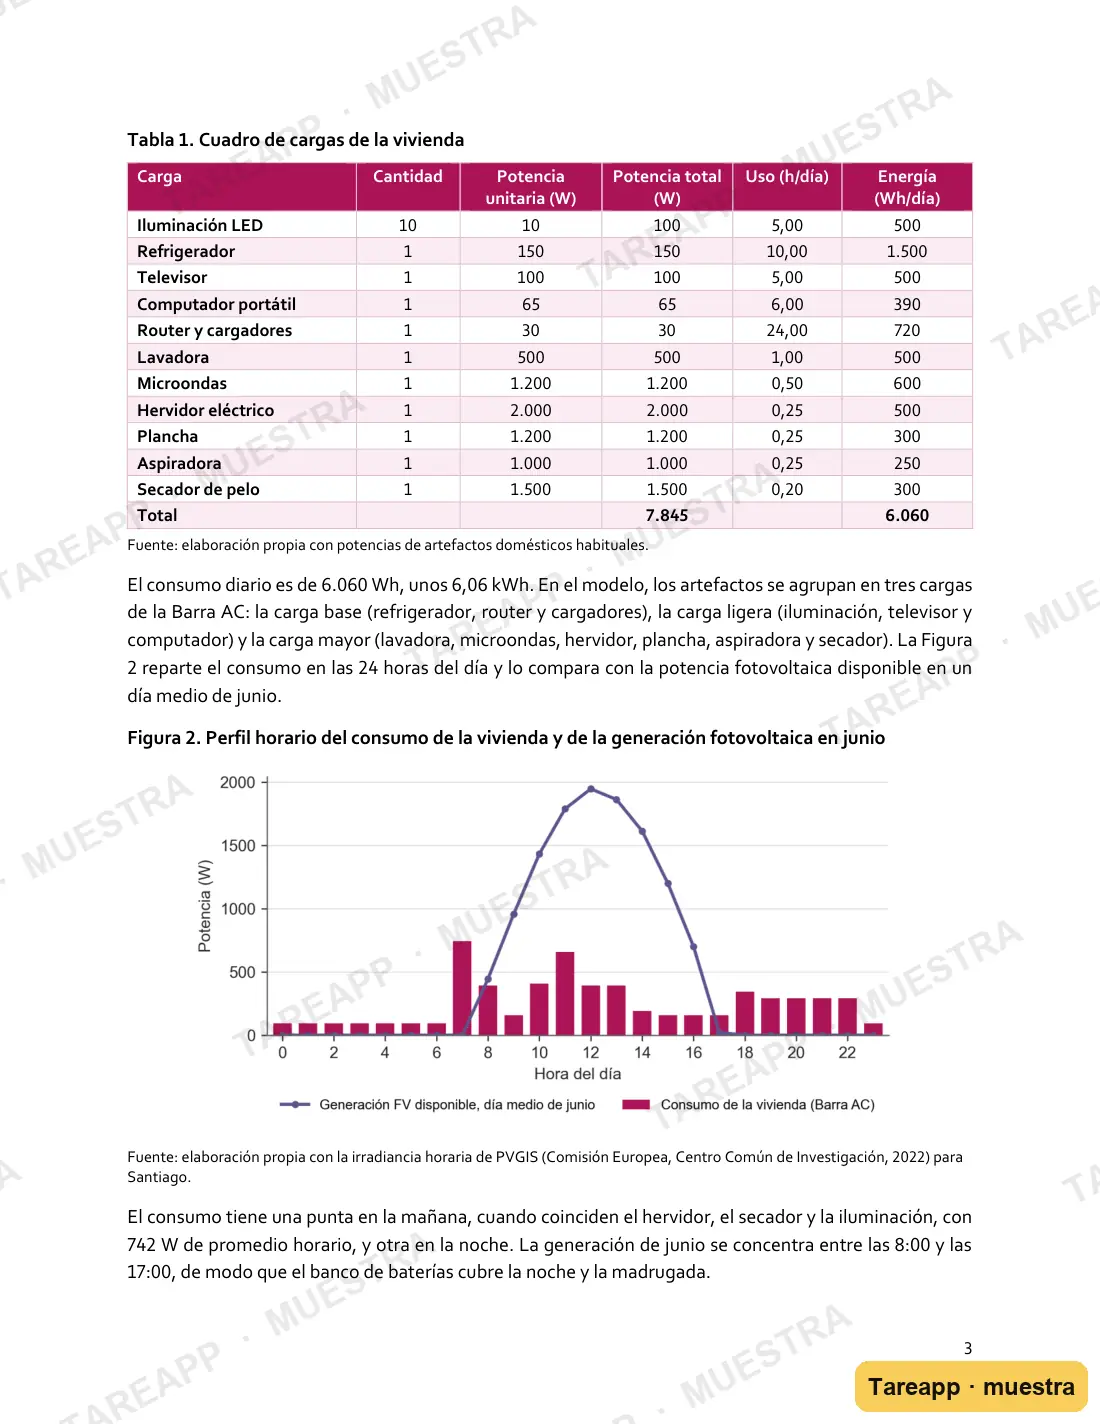 Tabla 1. Cuadro de cargas de la vivienda
Carga Cantidad Potencia unitaria (W) Potencia total (W) Uso (h/día) Energía (Wh/día)
Iluminación LED 10 10 100 5,00 500
Refrigerador 1 150 150 10,00 1.500
Televisor 1 100 100 5,00 500
Computador portátil 1 65 65 6,00 390
Router y cargadores 1 30 30 24,00 720
Lavadora 1 500 500 1,00 500
Microondas 1 1.200 1.200 0,50 600
Hervidor eléctrico 1 2.000 2.000 0,25 500
Plancha 1 1.200 1.200 0,25 300
Aspiradora 1 1.000 1.000 0,25 250
Secador de pelo 1 1.500 1.500 0,20 300
Total 7.845 6.060
Fuente: elaboración propia con potencias de artefactos domésticos habituales.
El consumo diario es de 6.060 Wh, unos 6,06 kWh. En el modelo, los artefactos se agrupan en tres cargas
de la Barra AC: la carga base (refrigerador, router y cargadores), la carga ligera (iluminación, televisor y
computador) y la carga mayor (lavadora, microondas, hervidor, plancha, aspiradora y secador). La Figura
2 reparte el consumo en las 24 horas del día y lo compara con la potencia fotovoltaica disponible en un
día medio de junio.
Figura 2. Perfil horario del consumo de la vivienda y de la generación fotovoltaica en junio
2000
1500
1000
500
0
Potencia (W)
0 2 4 6 8 10 12 14 16 18 20 22
Hora del día
Generación FV disponible, día medio de junio Consumo de la vivienda (Barra AC)
Fuente: elaboración propia con la irradiancia horaria de PVGIS (Comisión Europea, Centro Común de Investigación, 2022) para
Santiago.
El consumo tiene una punta en la mañana, cuando coinciden el hervidor, el secador y la iluminación, con
742 W de promedio horario, y otra en la noche. La generación de junio se concentra entre las 8:00 y las
17:00, de modo que el banco de baterías cubre la noche y la madrugada.
3
Tareapp · muestra
TAREAPP · MUESTRA